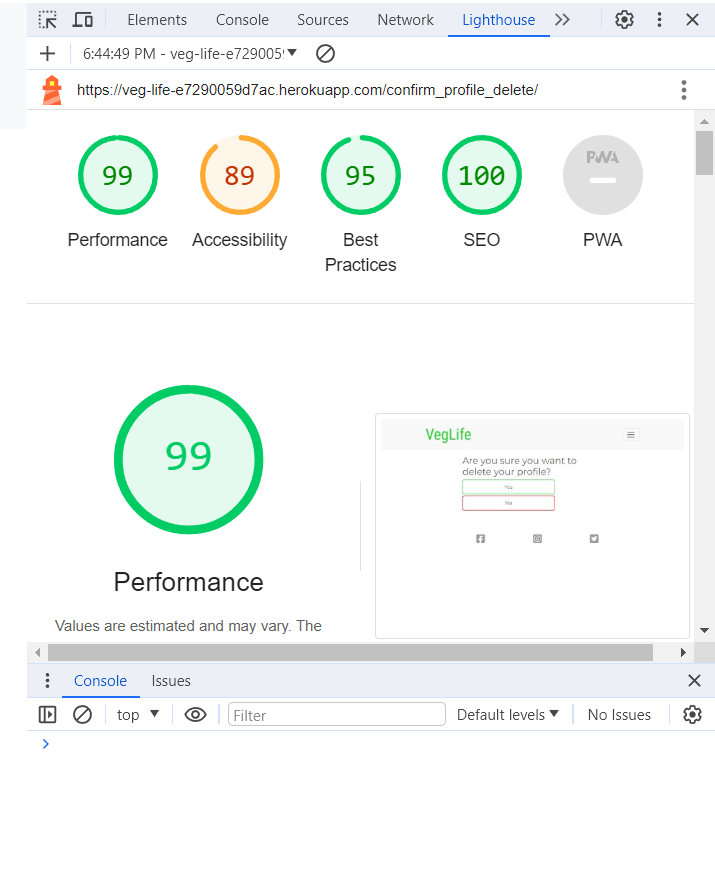 Elements Console Sources Network Lighthouse
6:44:49 PM - veg-life-e7290059
https://veg-life-e7290059d7ac.herokuapp.com/confirm_profile_delete/
99 89 95 100 PWA
Performance Accessibility Best Practices SEO PWA
99
Performance
Values are estimated and may vary. The
VegLife
Are you sure you want to
delete your profile?
Yes
No
Console Issues
top Filter Default levels No Issues